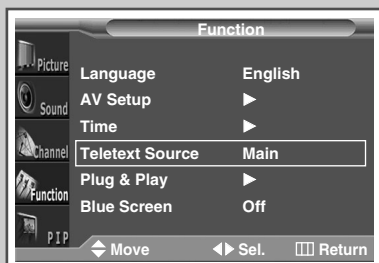 Function
Picture
Sound
Channel
Function
PIP
Language English
AV Setup ►
Time ►
Teletext Source Main
Plug & Play ►
Blue Screen Off
Move Sel. Return